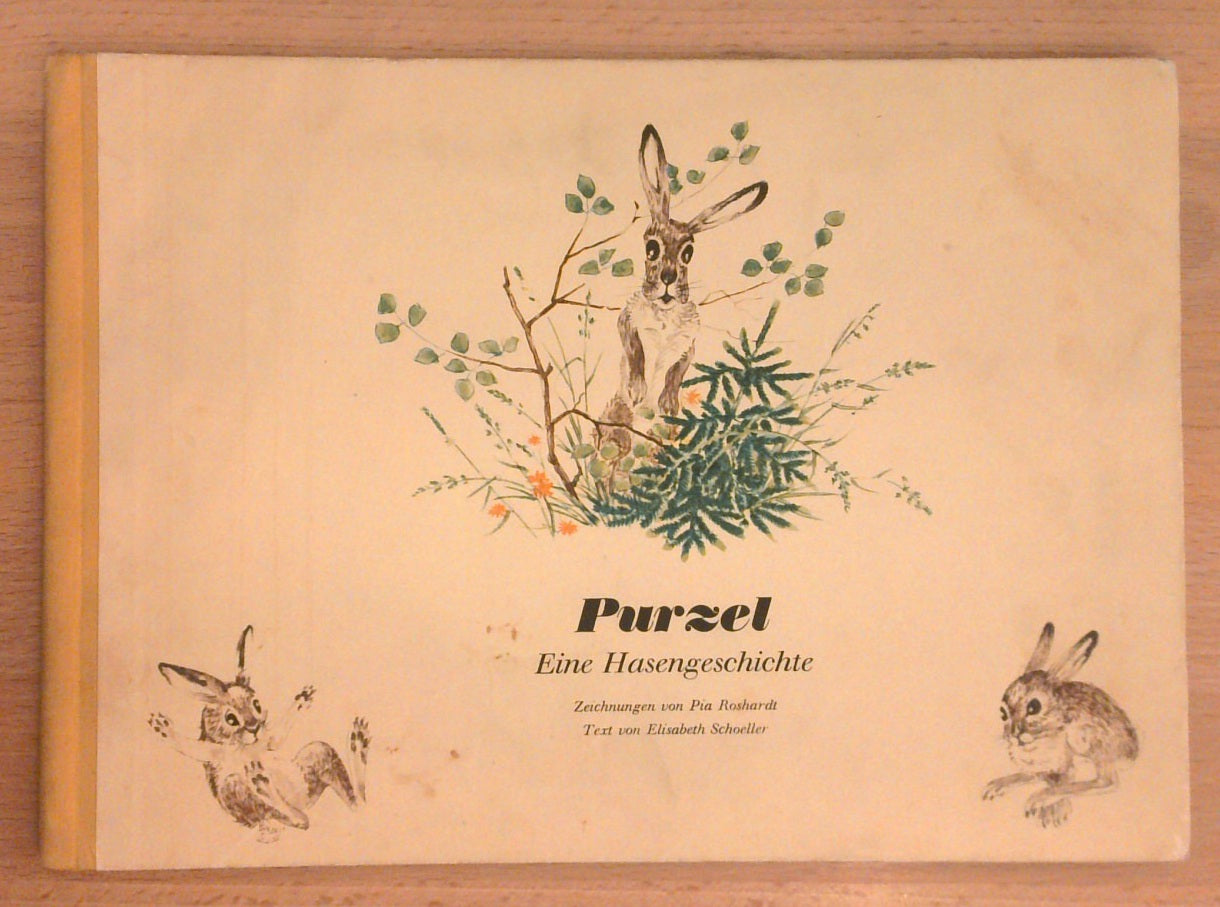 Purzel
Eine Hasengeschichte
Zeichnungen von Pia Roshardt
Text von Elisabeth Schoeller